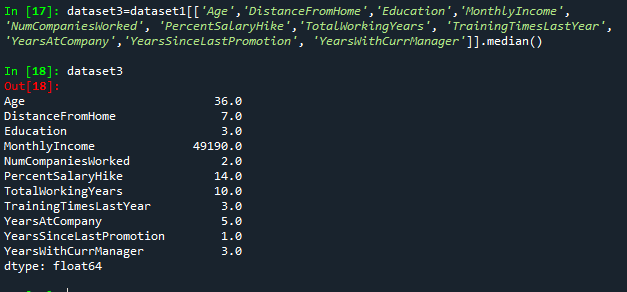 In [17]: dataset3=dataset1[['Age','DistanceFromHome','Education','MonthlyIncome',
'NumCompaniesWorked', 'PercentSalaryHike','TotalWorkingYears', 'TrainingTimesLastYear',
'YearsAtCompany','YearsSinceLastPromotion', 'YearsWithCurrManager']].median()
In [18]: dataset3
Out[18]:
Age 36.0
DistanceFromHome 7.0
Education 3.0
MonthlyIncome 49190.0
NumCompaniesWorked 2.0
PercentSalaryHike 14.0
TotalWorkingYears 10.0
TrainingTimesLastYear 3.0
YearsAtCompany 5.0
YearsSinceLastPromotion 1.0
YearsWithCurrManager 3.0
dtype: float64